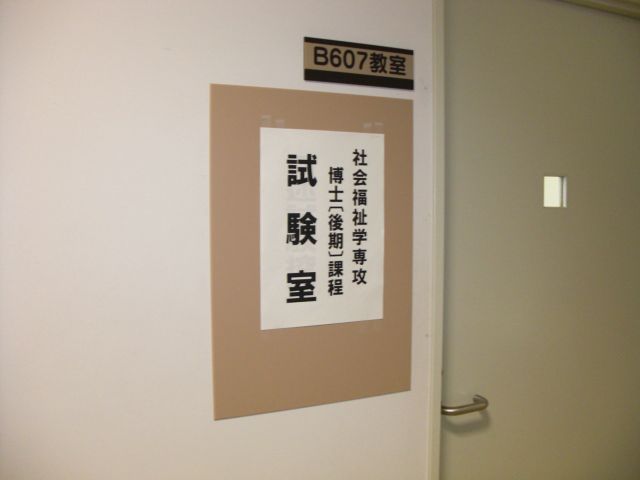 B607教室
社会福祉学専攻
博士〔後期〕課程
試験室